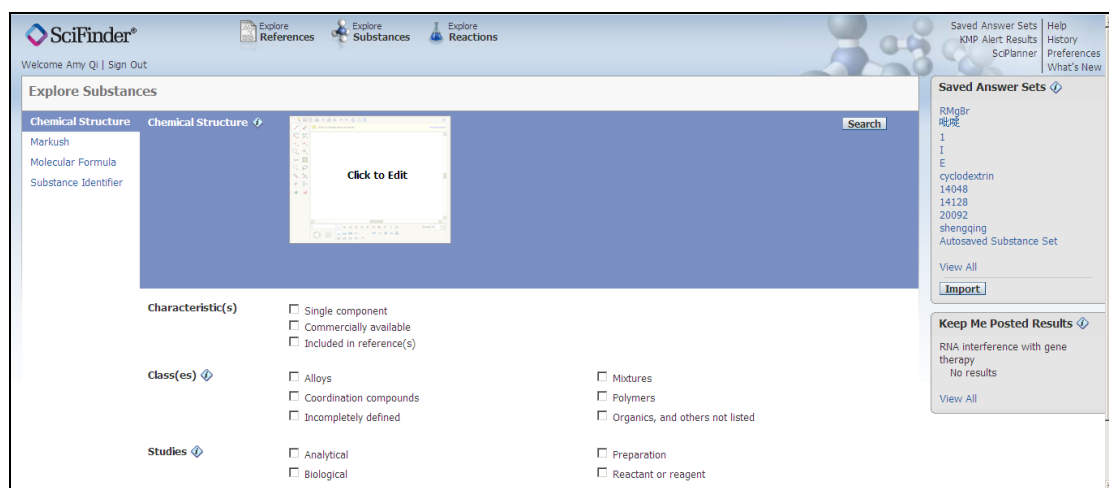 SciFinder®
Explore References
Explore Substances
Explore Reactions
Saved Answer Sets | Help
KMP Alert Results | History
SciPlanner | Preferences
What's New
Welcome Amy Qi | Sign Out
Explore Substances
Chemical Structure
Markush
Molecular Formula
Substance Identifier
Chemical Structure
Click to Edit
Search
Characteristic(s)
Single component
Commercially available
Included in reference(s)
Class(es)
Alloys
Mixtures
Coordination compounds
Polymers
Incompletely defined
Organics, and others not listed
Studies
Analytical
Preparation
Biological
Reactant or reagent
Saved Answer Sets
RMgBr
吡啶
1
I
E
cyclodextrin
14048
14128
20092
shengqing
Autosaved Substance Set
View All
Import
Keep Me Posted Results
RNA interference with gene
therapy
No results
View All